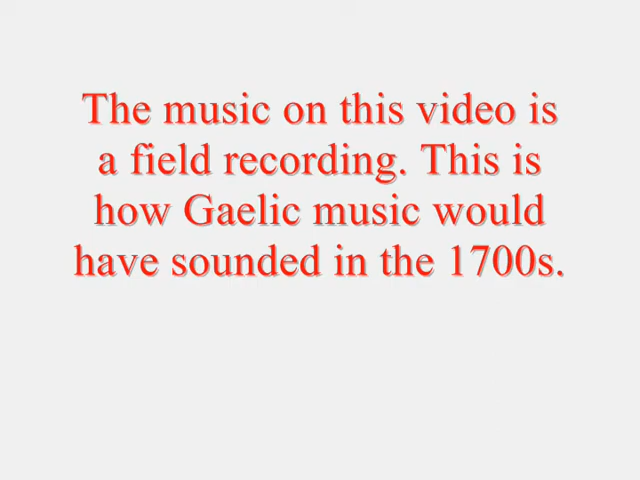 The music on this video is
a field recording. This is
how Gaelic music would
have sounded in the 1700s.